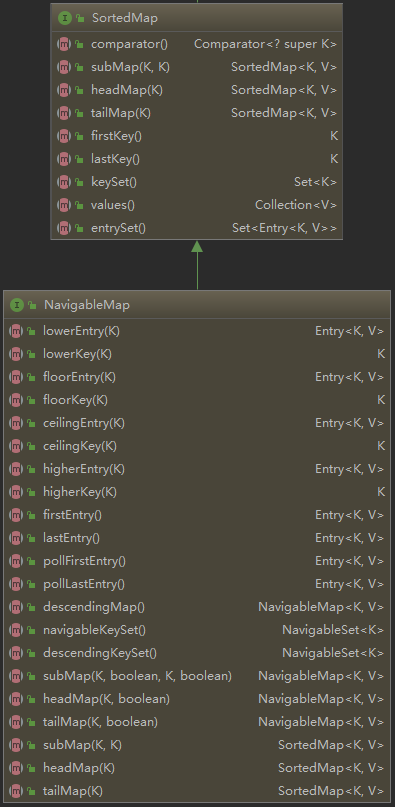 I SortedMap
m comparator() Comparator<? super K>
m subMap(K, K) SortedMap<K, V>
m headMap(K) SortedMap<K, V>
m tailMap(K) SortedMap<K, V>
m firstKey() K
m lastKey() K
m keySet() Set<K>
m values() Collection<V>
m entrySet() Set<Entry<K, V>>
I NavigableMap
m lowerEntry(K) Entry<K, V>
m lowerKey(K) K
m floorEntry(K) Entry<K, V>
m floorKey(K) K
m ceilingEntry(K) Entry<K, V>
m ceilingKey(K) K
m higherEntry(K) Entry<K, V>
m higherKey(K) K
m firstEntry() Entry<K, V>
m lastEntry() Entry<K, V>
m pollFirstEntry() Entry<K, V>
m pollLastEntry() Entry<K, V>
m descendingMap() NavigableMap<K, V>
m navigableKeySet() NavigableSet<K>
m descendingKeySet() NavigableSet<K>
m subMap(K, boolean, K, boolean) NavigableMap<K, V>
m headMap(K, boolean) NavigableMap<K, V>
m tailMap(K, boolean) NavigableMap<K, V>
m subMap(K, K) SortedMap<K, V>
m headMap(K) SortedMap<K, V>
m tailMap(K) SortedMap<K, V>